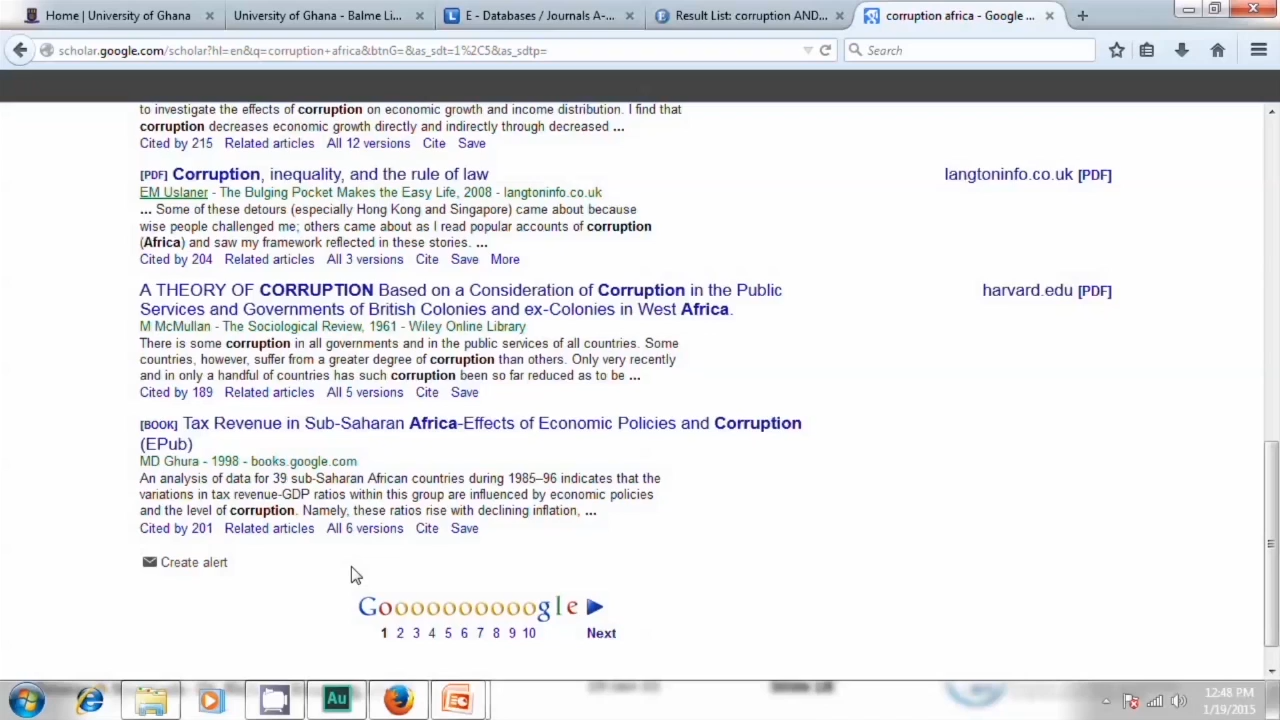 Home | University of Ghana
University of Ghana - Balme Li...
E - Databases / Journals A-...
Result List: corruption AND...
corruption africa - Google ...
scholar.google.com/scholar?hl=en&q=corruption+africa&btnG=&as_sdt=1%2C5&as_sdtp=
Search
to investigate the effects of corruption on economic growth and income distribution. I find that
corruption decreases economic growth directly and indirectly through decreased ...
Cited by 215 Related articles All 12 versions Cite Save
[PDF] Corruption, inequality, and the rule of law
langtoninfo.co.uk [PDF]
EM Uslaner - The Bulging Pocket Makes the Easy Life, 2008 - langtoninfo.co.uk
... Some of these detours (especially Hong Kong and Singapore) came about because
wise people challenged me; others came about as I read popular accounts of corruption
(Africa) and saw my framework reflected in these stories. ...
Cited by 204 Related articles All 3 versions Cite Save More
A THEORY OF CORRUPTION Based on a Consideration of Corruption in the Public
Services and Governments of British Colonies and ex-Colonies in West Africa.
harvard.edu [PDF]
M McMullan - The Sociological Review, 1961 - Wiley Online Library
There is some corruption in all governments and in the public services of all countries. Some
countries, however, suffer from a greater degree of corruption than others. Only very recently
and in only a handful of countries has such corruption been so far reduced as to be ...
Cited by 189 Related articles All 5 versions Cite Save
[BOOK] Tax Revenue in Sub-Saharan Africa-Effects of Economic Policies and Corruption
(EPub)
MD Ghura - 1998 - books.google.com
An analysis of data for 39 sub-Saharan African countries during 1985–96 indicates that the
variations in tax revenue-GDP ratios within this group are influenced by economic policies
and the level of corruption. Namely, these ratios rise with declining inflation, ...
Cited by 201 Related articles All 6 versions Cite Save
Create alert
Goooooooooogle
1 2 3 4 5 6 7 8 9 10 Next
Au
12:48 PM
1/19/2015